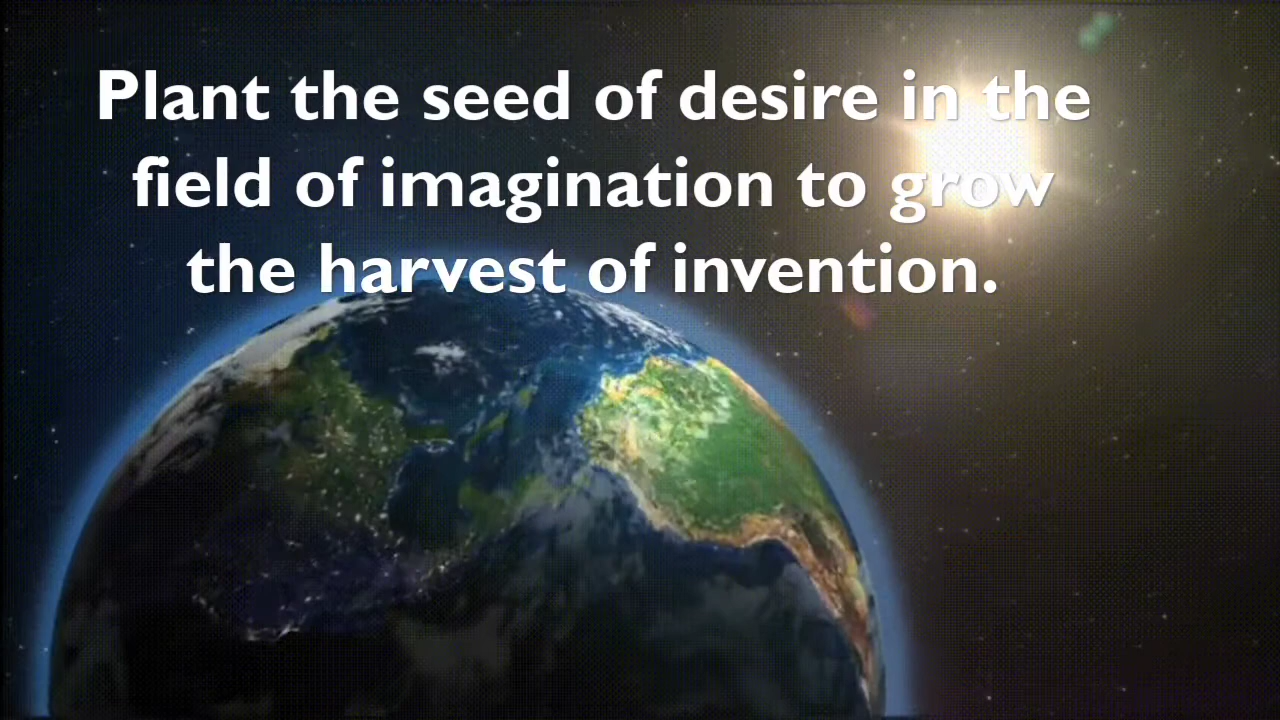 Plant the seed of desire in the
field of imagination to grow
the harvest of invention.